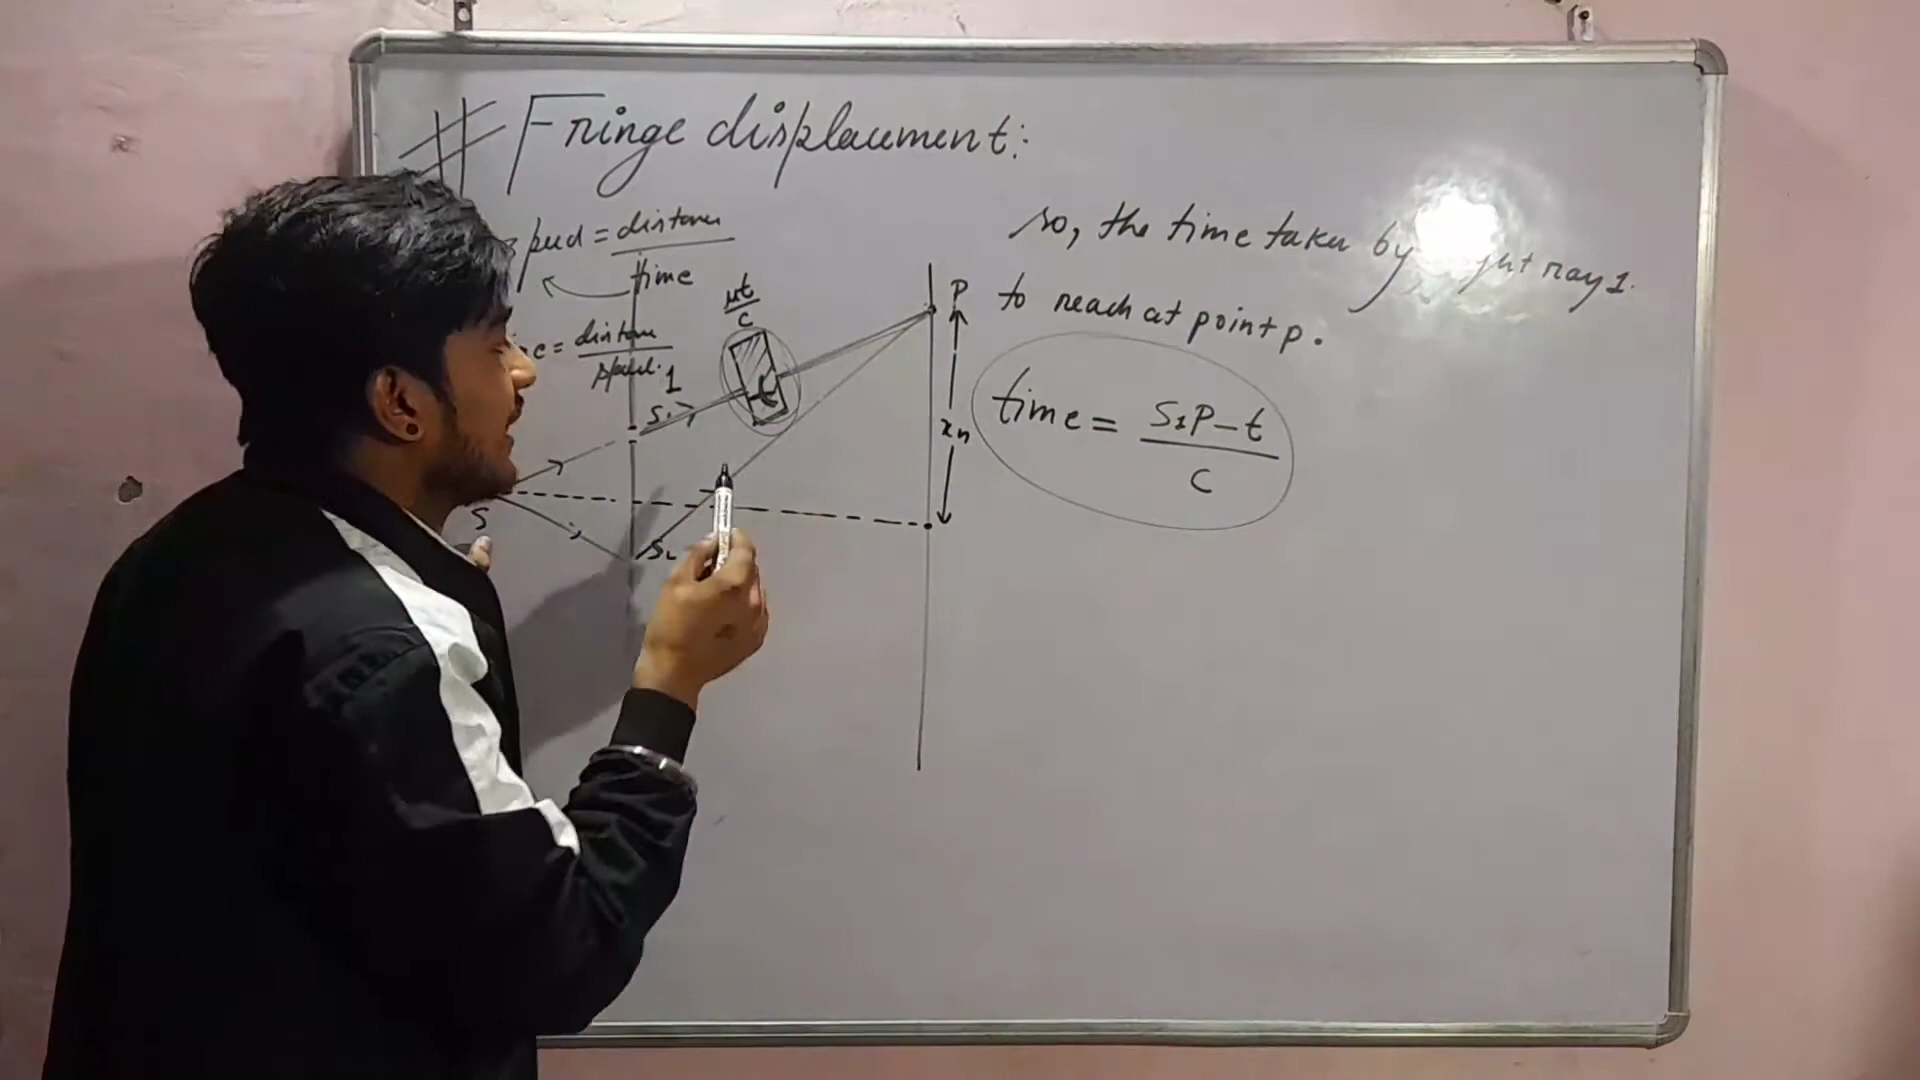 # Fringe displacement:
speed = distance
time
= distance
speed.
μt
c
1
S₁
t
P
xₙ
S
S₂
so, the time taken by light ray 1.
to reach at point p.
time = S₁P - t
c